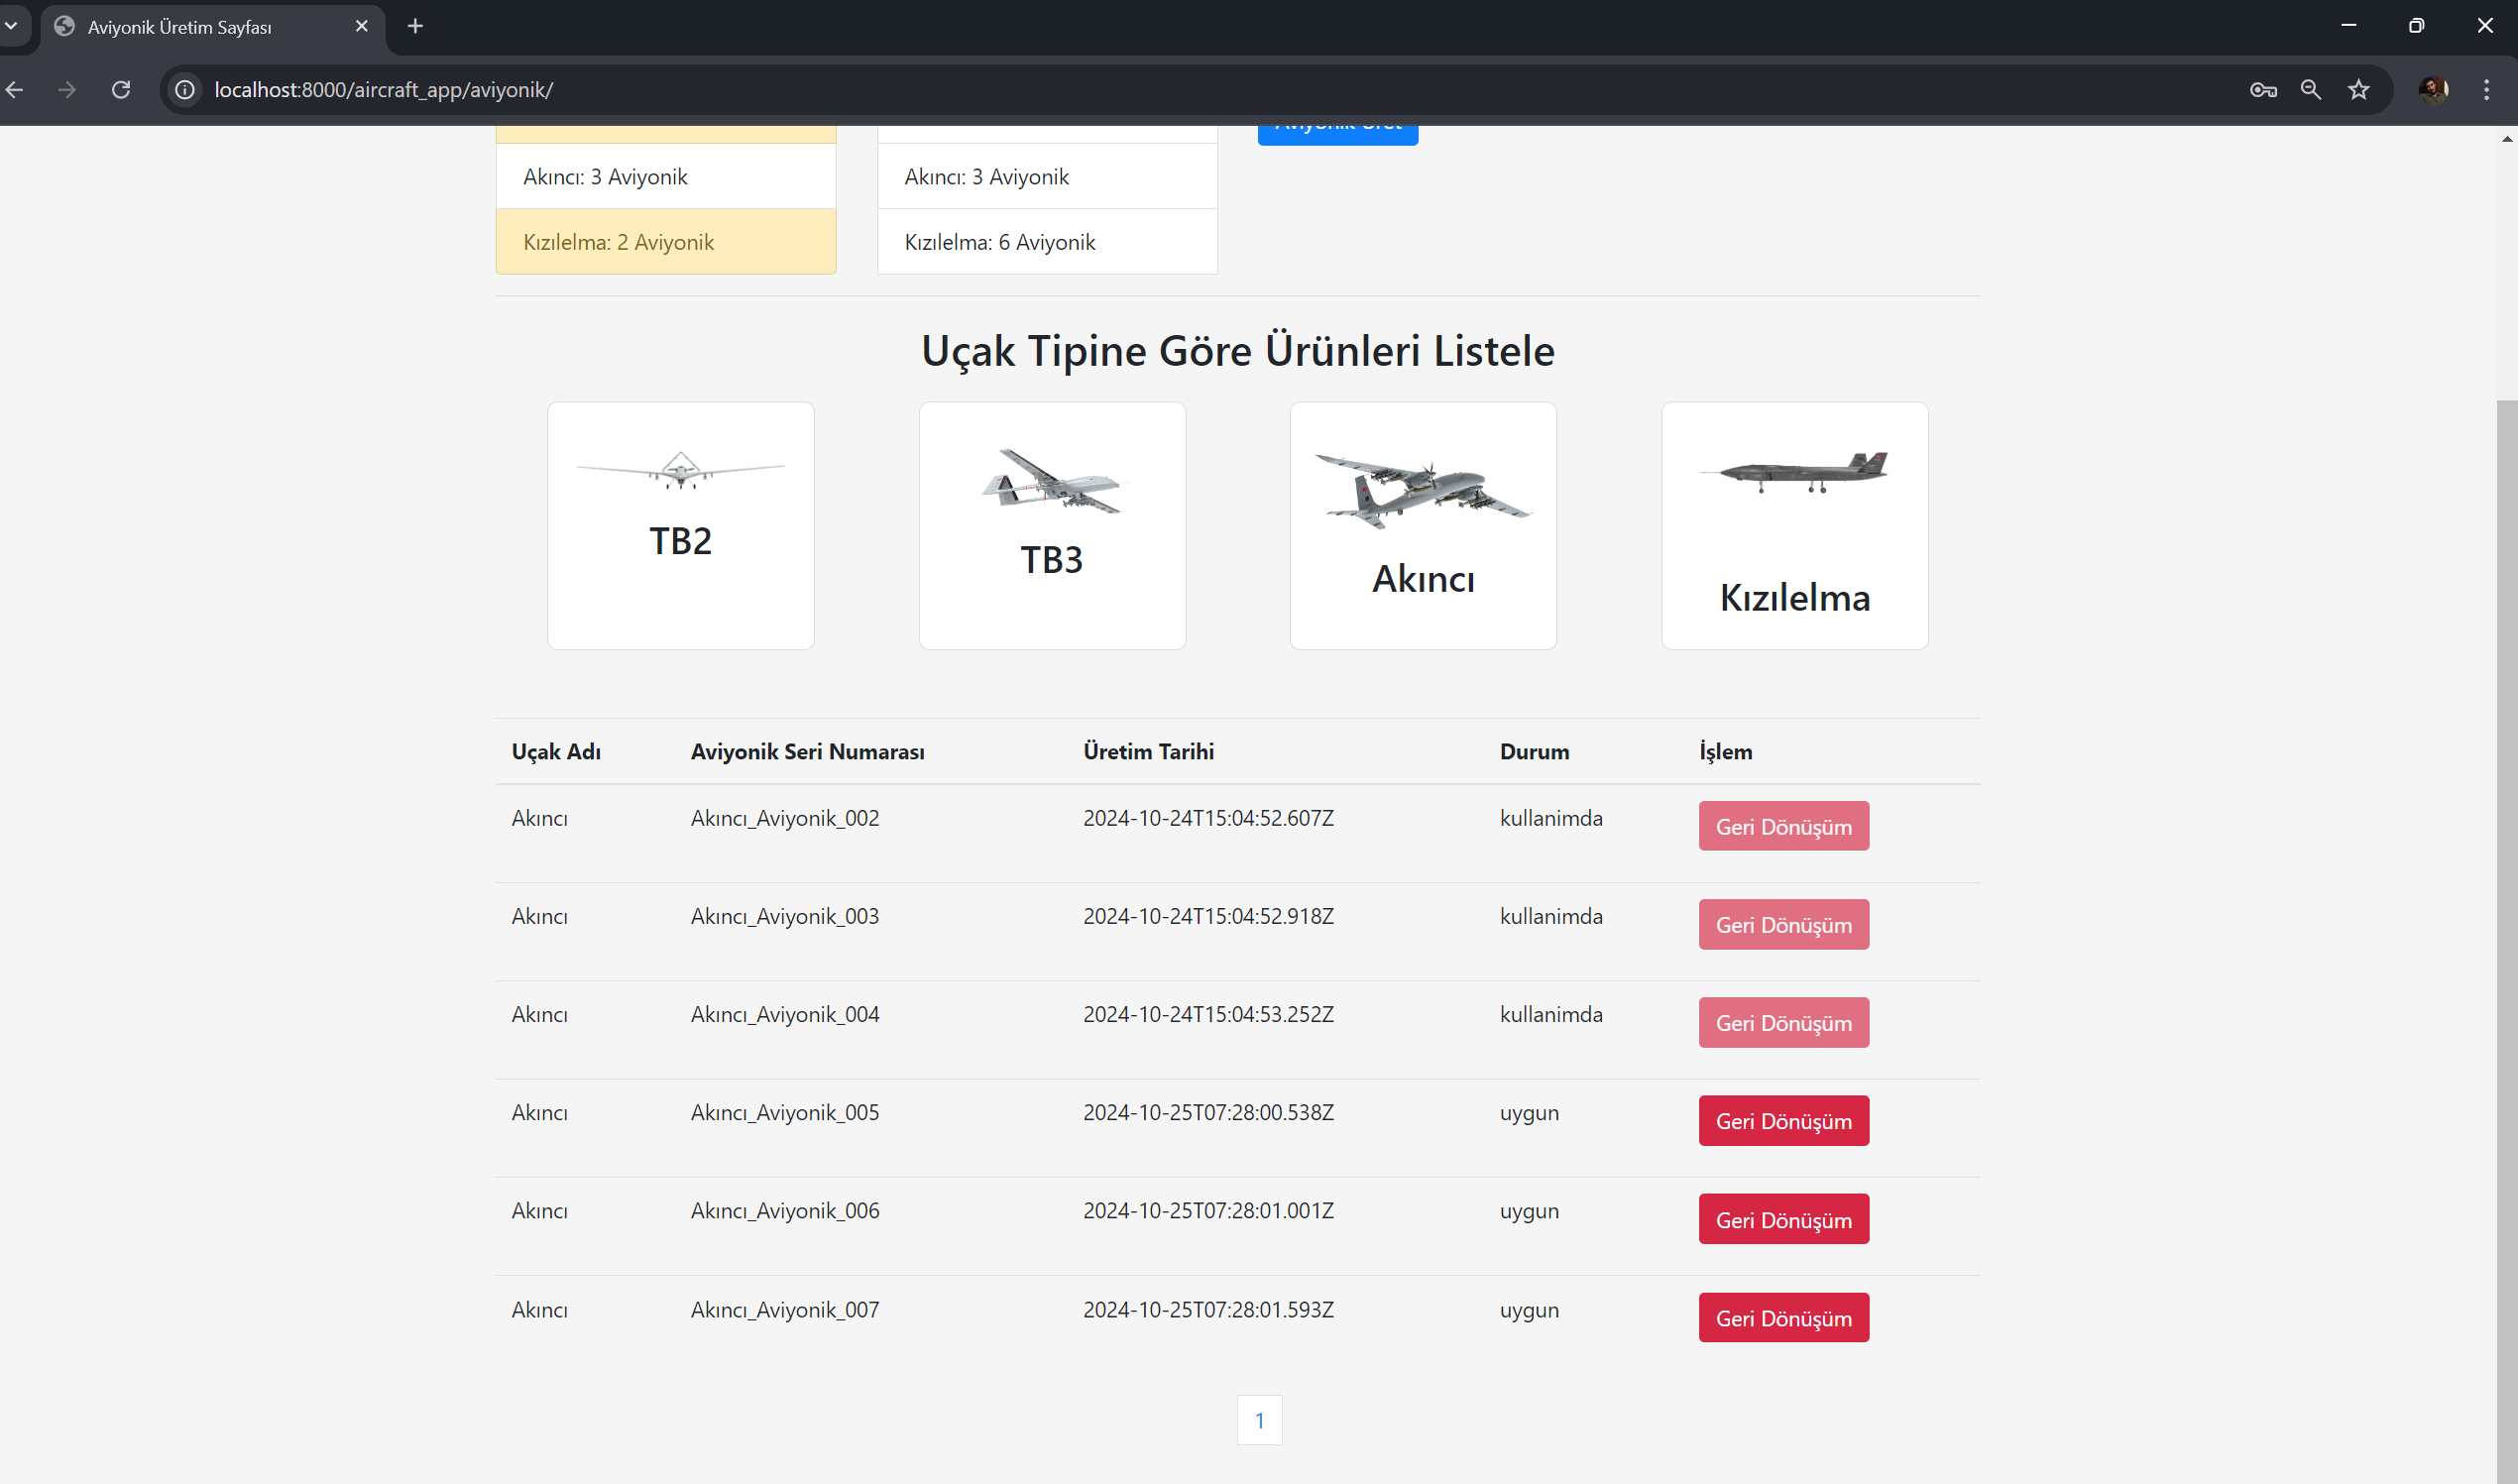 Aviyonik Üretim Sayfası
localhost:8000/aircraft_app/aviyonik/
Aviyonik Üret
Akıncı: 3 Aviyonik Akıncı: 3 Aviyonik
Kızılelma: 2 Aviyonik Kızılelma: 6 Aviyonik
Uçak Tipine Göre Ürünleri Listele
TB2 TB3 Akıncı Kızılelma
Uçak Adı Aviyonik Seri Numarası Üretim Tarihi Durum İşlem
Akıncı Akıncı_Aviyonik_002 2024-10-24T15:04:52.607Z kullanimda Geri Dönüşüm
Akıncı Akıncı_Aviyonik_003 2024-10-24T15:04:52.918Z kullanimda Geri Dönüşüm
Akıncı Akıncı_Aviyonik_004 2024-10-24T15:04:53.252Z kullanimda Geri Dönüşüm
Akıncı Akıncı_Aviyonik_005 2024-10-25T07:28:00.538Z uygun Geri Dönüşüm
Akıncı Akıncı_Aviyonik_006 2024-10-25T07:28:01.001Z uygun Geri Dönüşüm
Akıncı Akıncı_Aviyonik_007 2024-10-25T07:28:01.593Z uygun Geri Dönüşüm
1